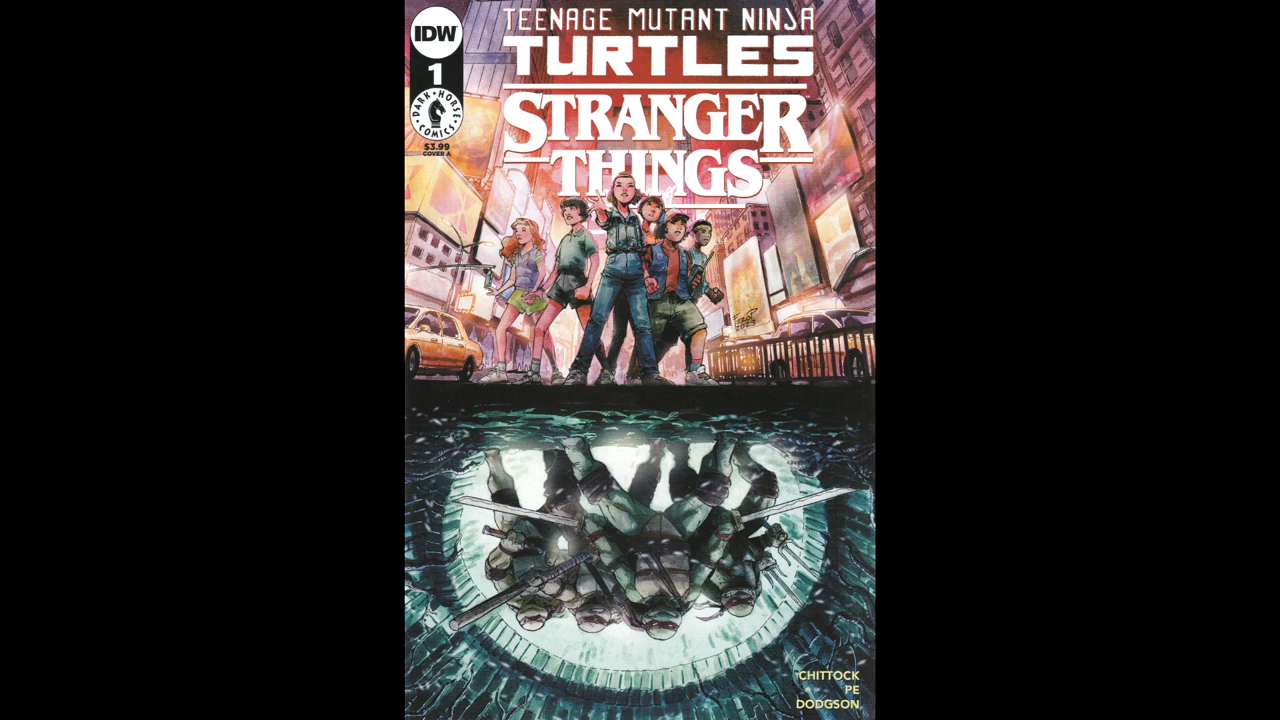 IDW
1
DARK HORSE COMICS
$3.99
COVER A
TEENAGE MUTANT NINJA
TURTLES
STRANGER
THINGS
CHITTOCK
PE
DODGSON